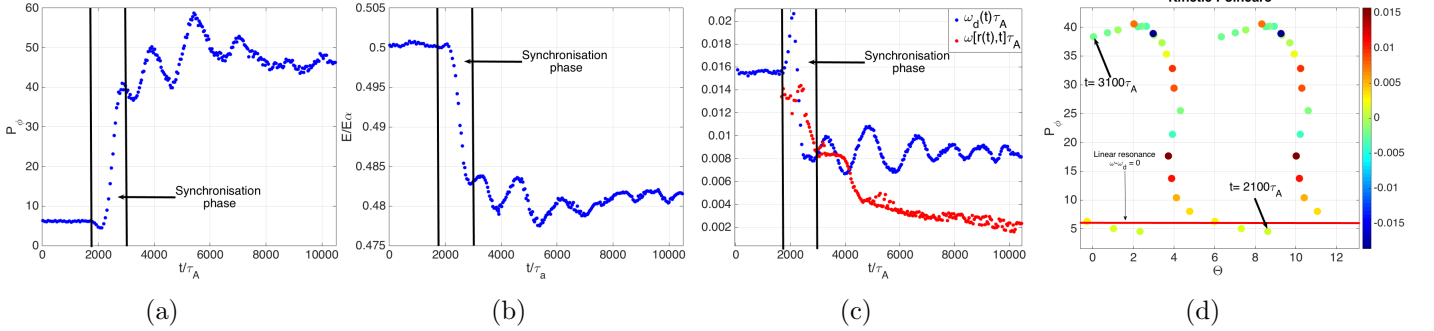 60
50
40
30
20
10
0
P_ϕ
0 2000 4000 6000 8000 10000
t/τ_A
Synchronisation
phase
(a)
0.505
0.5
0.495
0.49
0.485
0.48
0.475
E/Eα
0 2000 4000 6000 8000 10000
t/τ_a
Synchronisation
phase
(b)
0.02
0.018
0.016
0.014
0.012
0.01
0.008
0.006
0.004
0.002
0
0 2000 4000 6000 8000 10000
t/τ_A
ω_d(t)τ_A
ω[r(t),t]τ_A
Synchronisation
phase
(c)
40
35
30
25
20
15
10
5
P_ϕ
0 2 4 6 8 10 12
Θ
t= 3100τ_A
Linear resonance
ω-ω_d = 0
t= 2100τ_A
0.015
0.01
0.005
0
-0.005
-0.01
-0.015
(d)